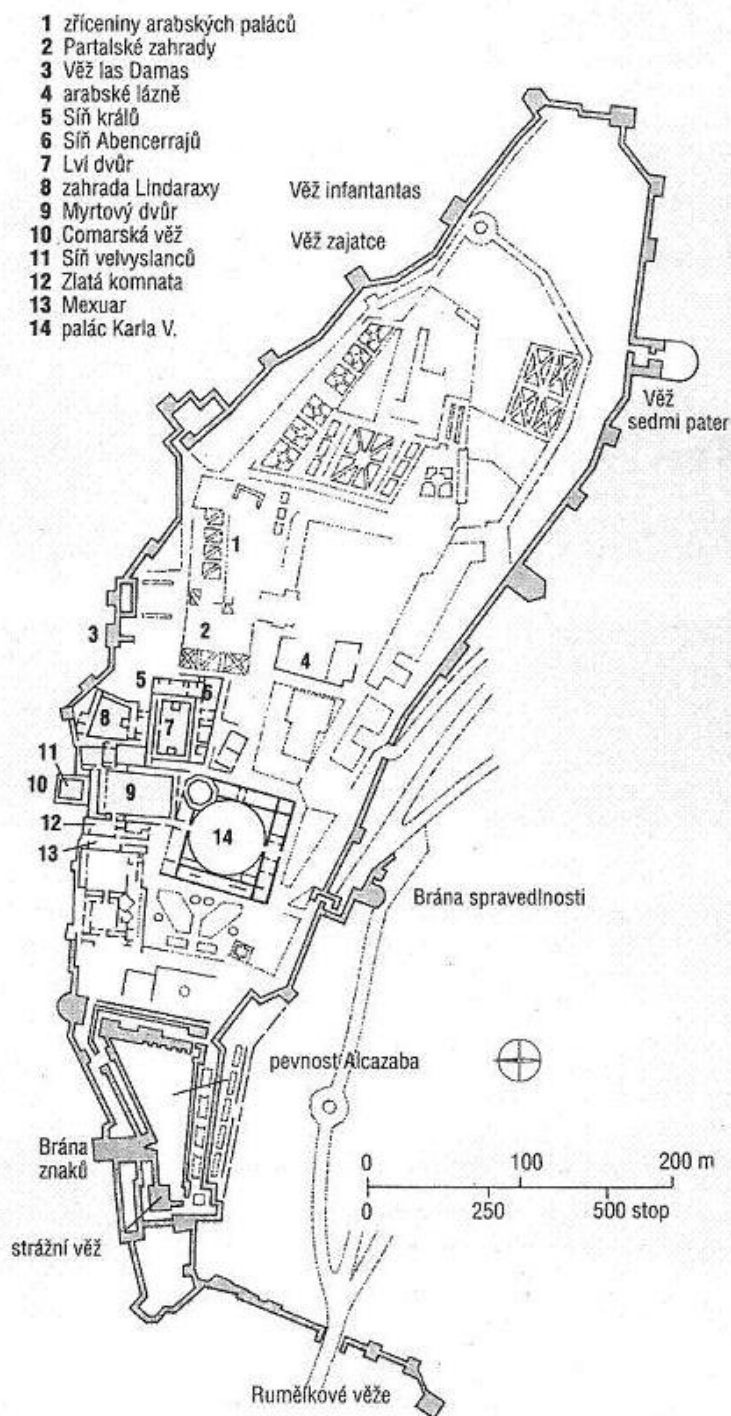 1 zříceniny arabských paláců
2 Partalské zahrady
3 Věž las Damas
4 arabské lázně
5 Síň králů
6 Síň Abencerrajů
7 Lví dvůr
8 zahrada Lindaraxy
9 Myrtový dvůr
10 Comarská věž
11 Síň velvyslanců
12 Zlatá komnata
13 Mexuar
14 palác Karla V.
Věž infantantas
Věž zajatce
Věž
sedmi pater
1
2
3
4
5
6
7
8
11
10
9
12
13
14
Brána spravedlnosti
pevnost Alcazaba
Brána
znaků
0 100 200 m
0 250 500 stop
strážní věž
Rumělkové věže